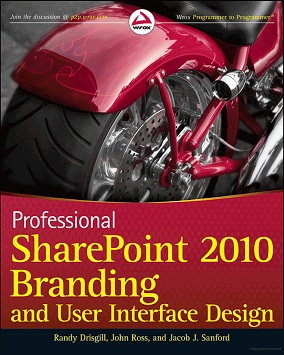 Join the discussion @ p2p.wrox.com
Wrox Programmer to Programmer™
wrox
Professional
SharePoint 2010
Branding
and User Interface Design
Randy Drisgill, John Ross, and Jacob J. Sanford